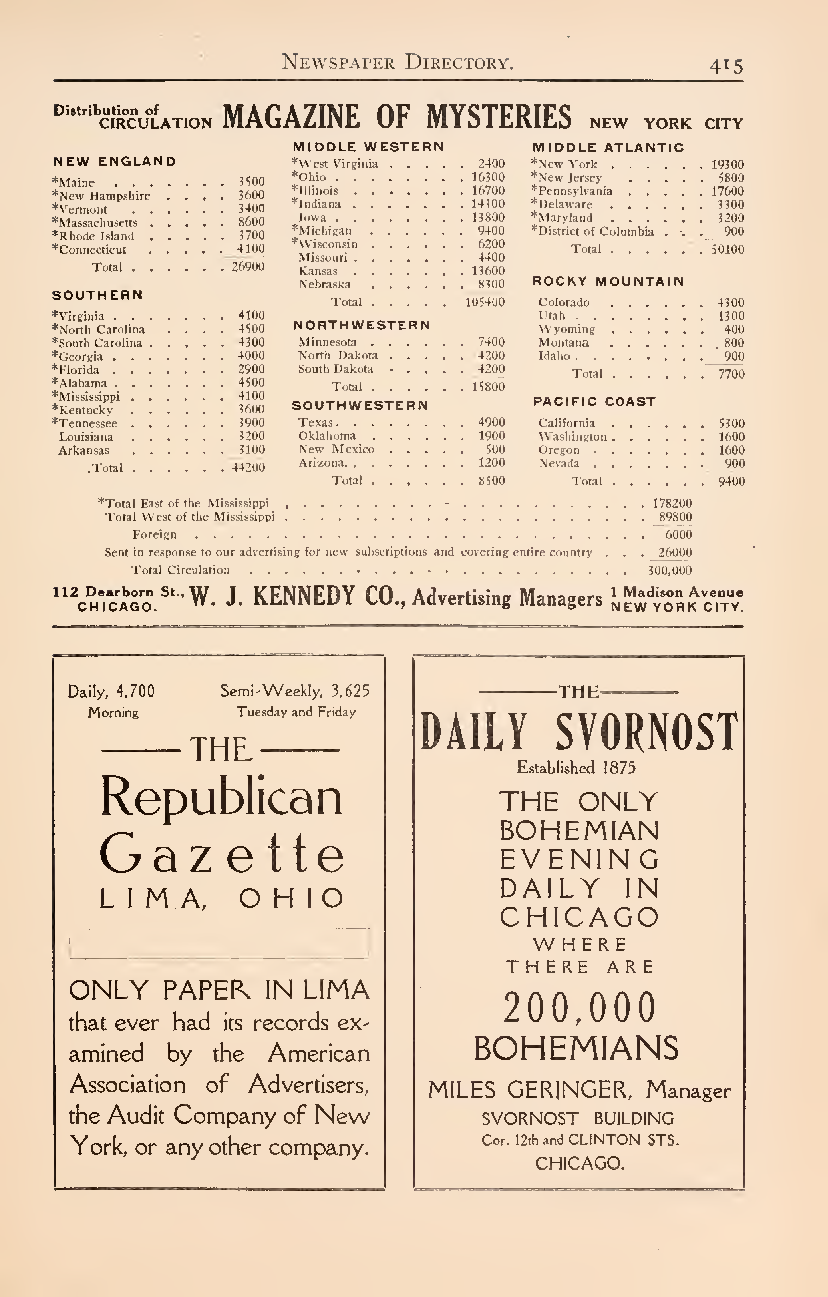 NEWSPAPER DIRECTORY. 415
Distribution of CIRCULATION MAGAZINE OF MYSTERIES NEW YORK CITY
NEW ENGLAND
*Maine . . . . . . . 3500
*New Hampshire . . . . 3600
*Vermont . . . . . . 3400
*Massachusetts . . . . . 8600
*Rhode Island . . . . . 3700
*Connecticut . . . . . 4100
Total . . . . . . 26900
SOUTHERN
*Virginia . . . . . . . 4100
*North Carolina . . . . 4500
*South Carolina . . . . . 4300
*Georgia . . . . . . . 4000
*Florida . . . . . . . 2900
*Alabama . . . . . . . 4500
*Mississippi . . . . . . 4100
*Kentucky . . . . . . 3600
*Tennessee . . . . . . 3900
Louisiana . . . . . . 3200
Arkansas . . . . . . 3100
Total . . . . . . 44200
MIDDLE WESTERN
*West Virginia . . . . . 2400
*Ohio . . . . . . . . 16300
*Illinois . . . . . . . 16700
*Indiana . . . . . . . 14300
Iowa . . . . . . . . 13800
*Michigan . . . . . . 9400
*Wisconsin . . . . . . 6200
Missouri . . . . . . . 4400
Kansas . . . . . . . 13600
Nebraska . . . . . . 8300
Total . . . . . 105400
NORTHWESTERN
Minnesota . . . . . . 7400
North Dakota . . . . . 4200
South Dakota . . . . . 4200
Total . . . . . . 15800
SOUTHWESTERN
Texas . . . . . . . . 4900
Oklahoma . . . . . . 1900
New Mexico . . . . . 500
Arizona . . . . . . . 1200
Total . . . . . . 8500
MIDDLE ATLANTIC
*New York . . . . . . 19300
*New Jersey . . . . . 5800
*Pennsylvania . . . . . 17600
*Delaware . . . . . . 3300
*Maryland . . . . . . 3200
*District of Columbia . . . 900
Total . . . . . . 50100
ROCKY MOUNTAIN
Colorado . . . . . . 4300
Utah . . . . . . . . 1300
Wyoming . . . . . . 400
Montana . . . . . . 800
Idaho . . . . . . . . 900
Total . . . . . . 7700
PACIFIC COAST
California . . . . . . 5300
Washington . . . . . . 1600
Oregon . . . . . . . 1600
Nevada . . . . . . . 900
Total . . . . . . 9400
*Total East of the Mississippi . . . . . . . . . . . . . . . . . 178200
Total West of the Mississippi . . . . . . . . . . . . . . . . . 89800
Foreign . . . . . . . . . . . . . . . . . . . . . . 6000
Sent in response to our advertising for new subscriptions and covering entire country . . . 26000
Total Circulation . . . . . . . . . . . . . . . . . . 300,000
112 Dearborn St., CHICAGO. W. J. KENNEDY CO., Advertising Managers 1 Madison Avenue NEW YORK CITY.
Daily, 4,700 Semi-Weekly, 3,625
Morning Tuesday and Friday
THE
Republican
Gazette
LIMA, OHIO
ONLY PAPER IN LIMA
that ever had its records ex-
amined by the American
Association of Advertisers,
the Audit Company of New
York, or any other company.
THE
DAILY SVORNOST
Established 1875
THE ONLY
BOHEMIAN
EVENING
DAILY IN
CHICAGO
WHERE
THERE ARE
200,000
BOHEMIANS
MILES GERINGER, Manager
SVORNOST BUILDING
Cor. 12th and CLINTON STS.
CHICAGO.